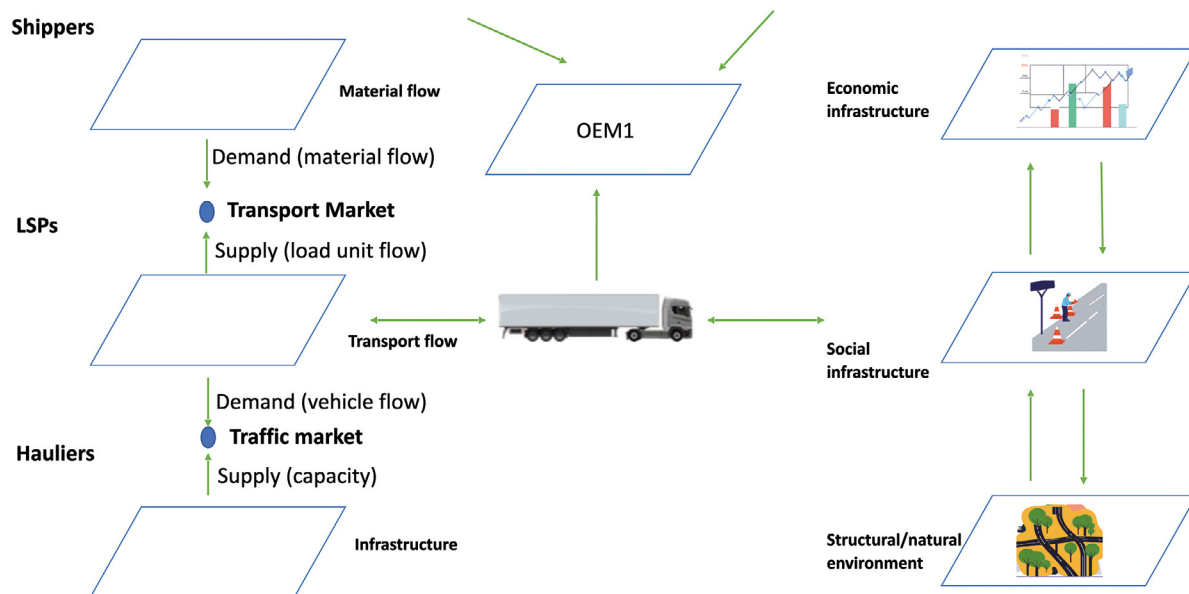 Shippers
Material flow
Demand (material flow)
Transport Market
LSPs
Supply (load unit flow)
Transport flow
Demand (vehicle flow)
Traffic market
Hauliers
Supply (capacity)
Infrastructure
OEM1
Economic
infrastructure
Social
infrastructure
Structural/natural
environment